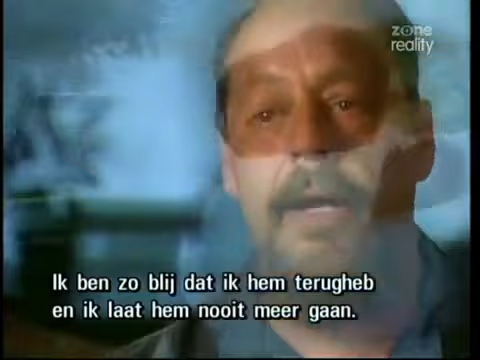 zone
reality
Ik ben zo blij dat ik hem terugheb
en ik laat hem nooit meer gaan.